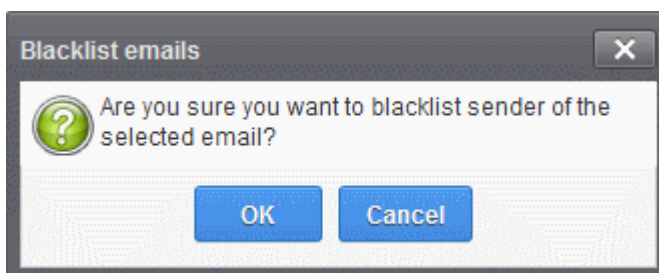 Blacklist emails
Are you sure you want to blacklist sender of the
selected email?
OK
Cancel